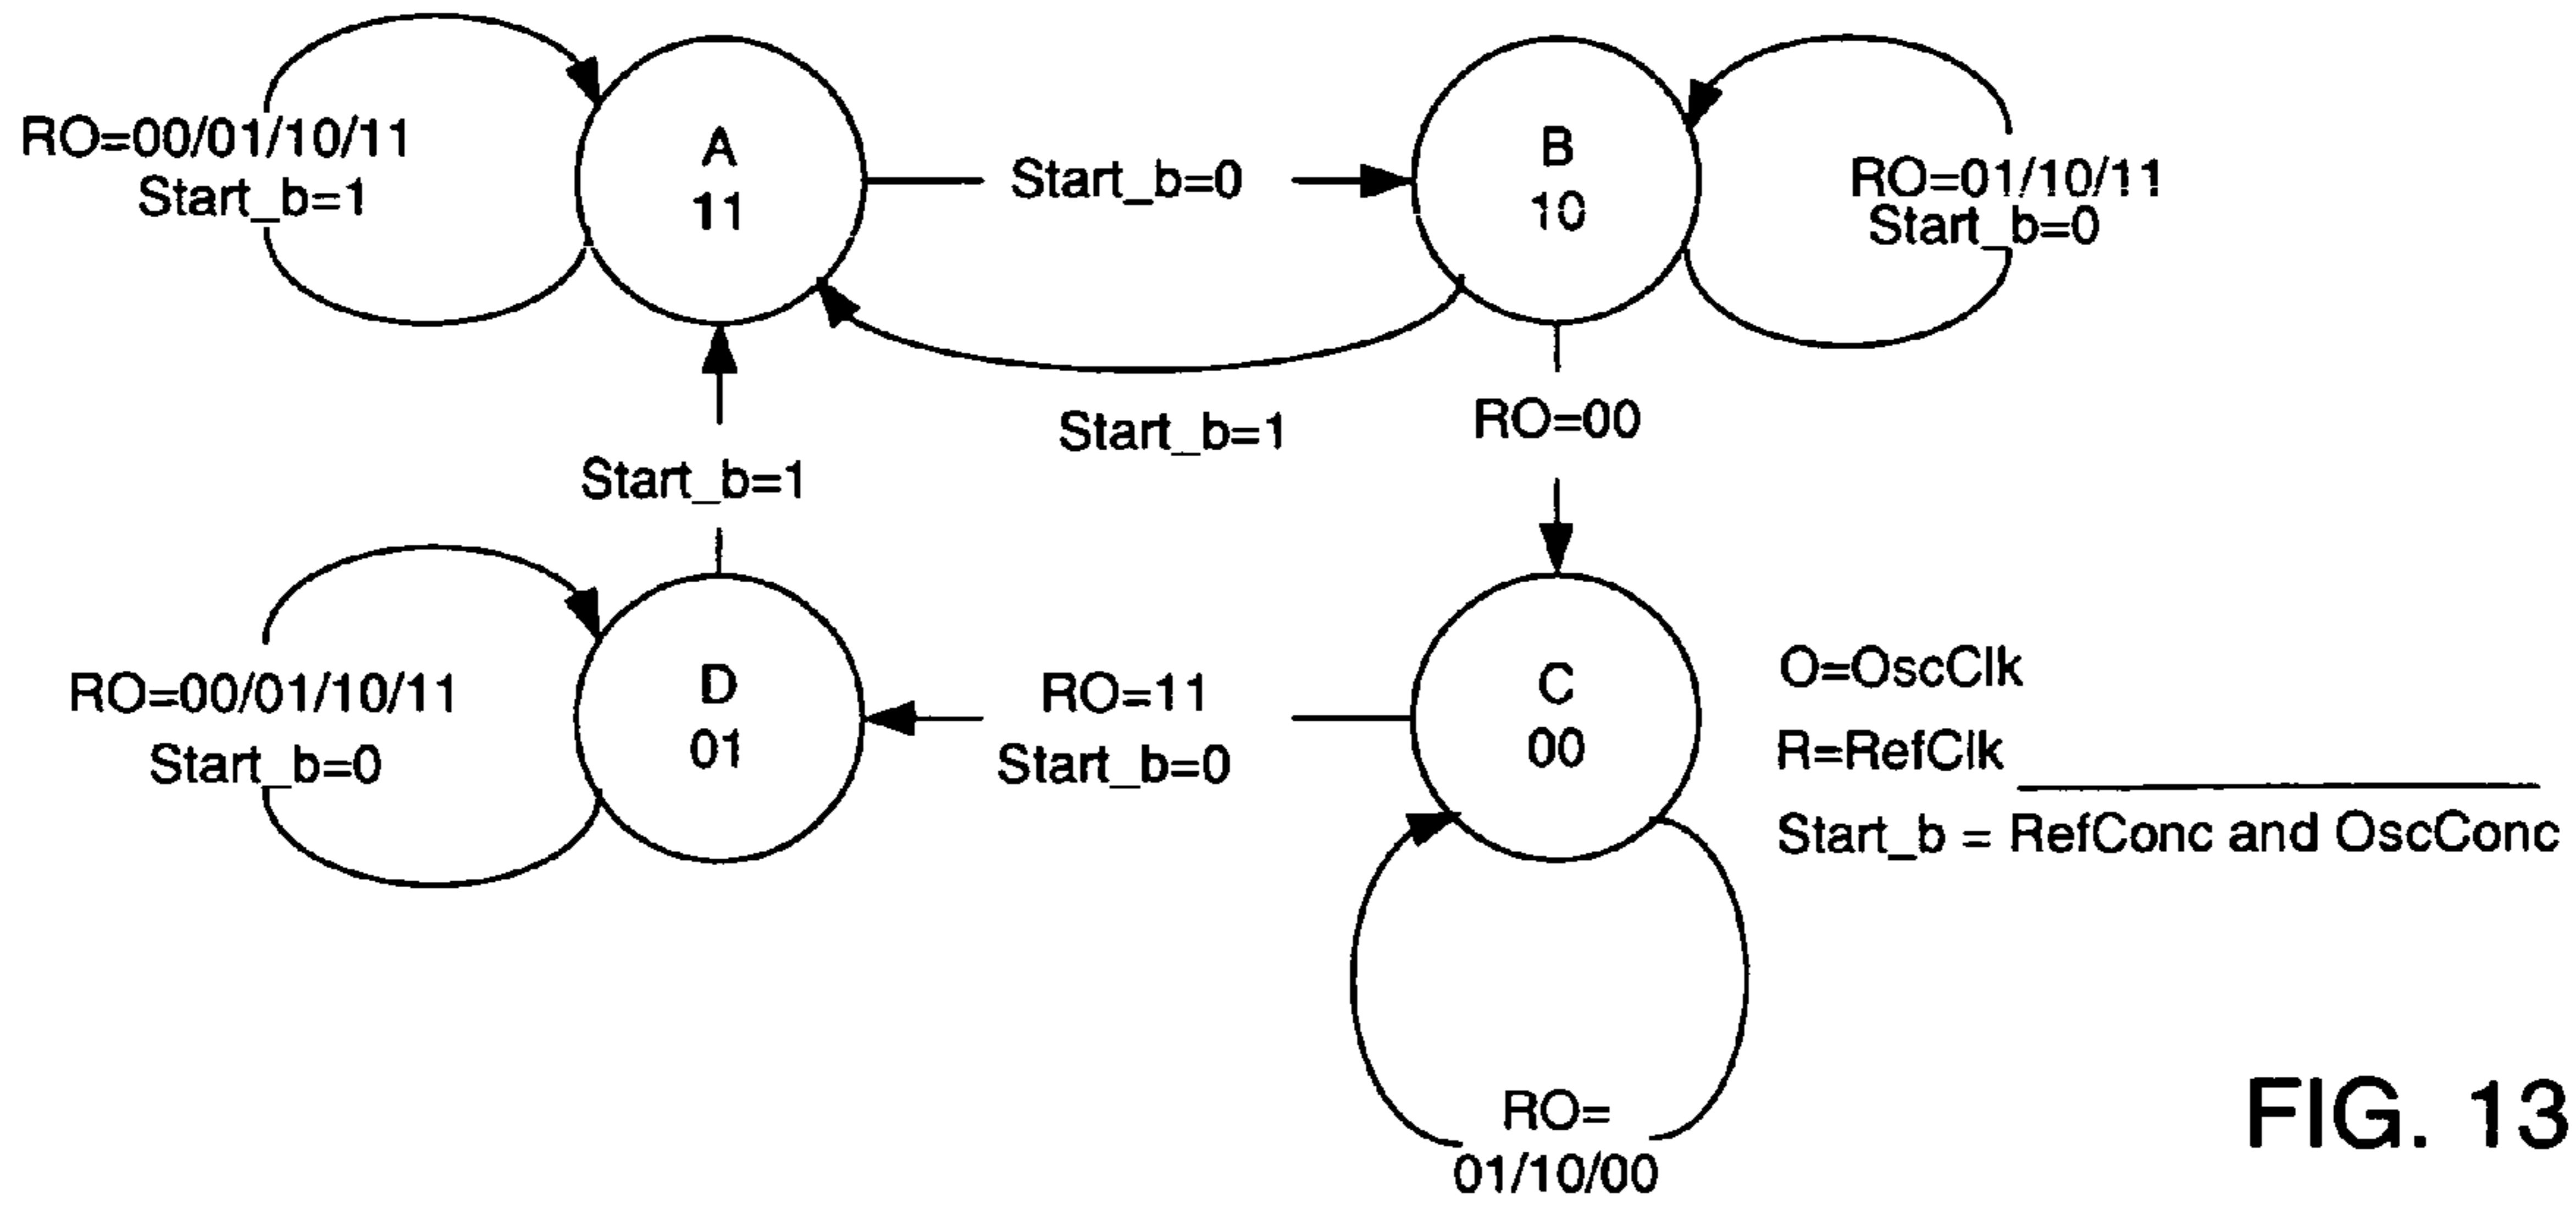 RO=00/01/10/11
Start_b=1
A
11
Start_b=0
B
10
RO=01/10/11
Start_b=0
Start_b=1
RO=00
Start_b=1
RO=00/01/10/11
Start_b=0
D
01
RO=11
Start_b=0
C
00
O=OscClk
R=RefClk
Start_b = RefConc and OscConc
RO=
01/10/00
FIG. 13